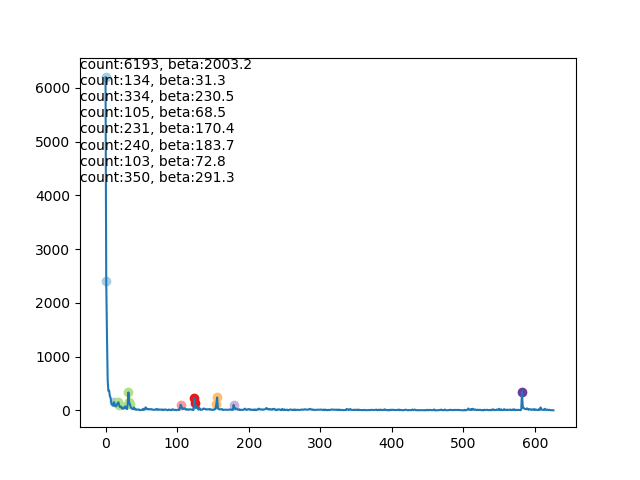 count:6193, beta:2003.2
count:134, beta:31.3
count:334, beta:230.5
count:105, beta:68.5
count:231, beta:170.4
count:240, beta:183.7
count:103, beta:72.8
count:350, beta:291.3
6000
5000
4000
3000
2000
1000
0
0 100 200 300 400 500 600